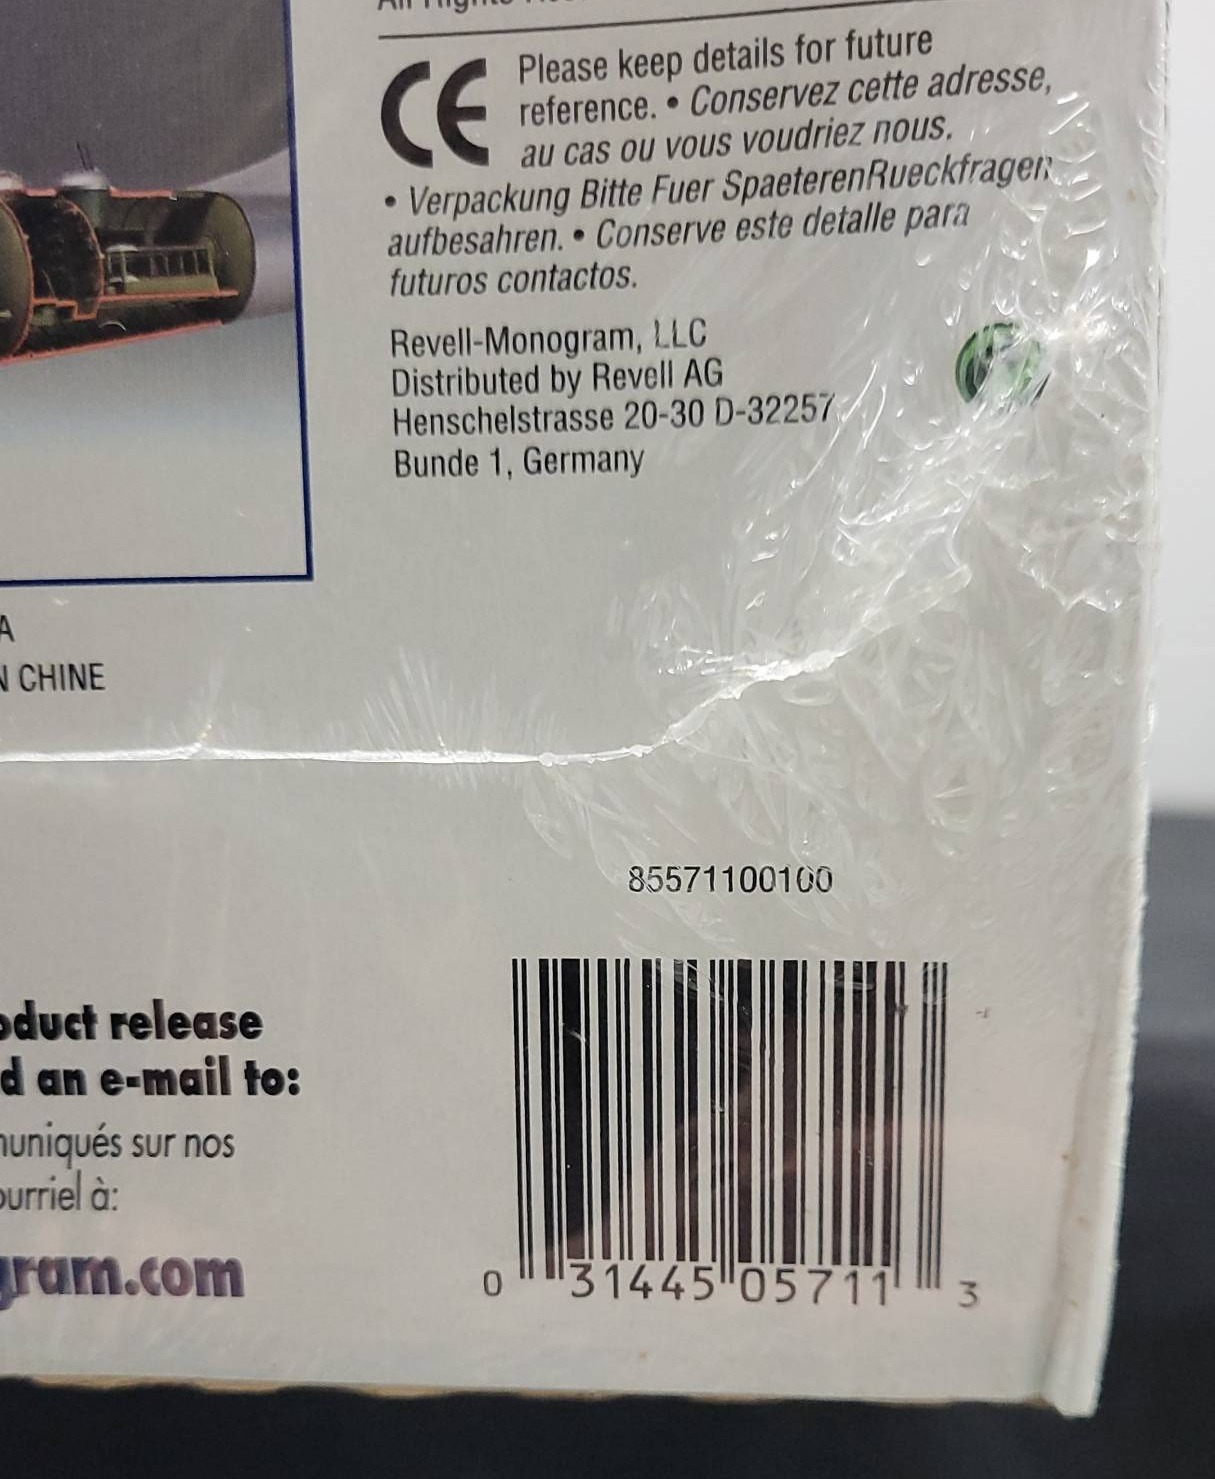 All Rights
CE
Please keep details for future
reference. • Conservez cette adresse,
au cas ou vous voudriez nous.
• Verpackung Bitte Fuer SpaeterenRueckfragen
aufbesahren. • Conserve este detalle para
futuros contactos.
Revell-Monogram, LLC
Distributed by Revell AG
Henschelstrasse 20-30 D-32257
Bunde 1, Germany
A
N CHINE
85571100100
oduct release
d an e-mail to:
muniqués sur nos
ourriel à:
gram.com
0 31445 05711 3